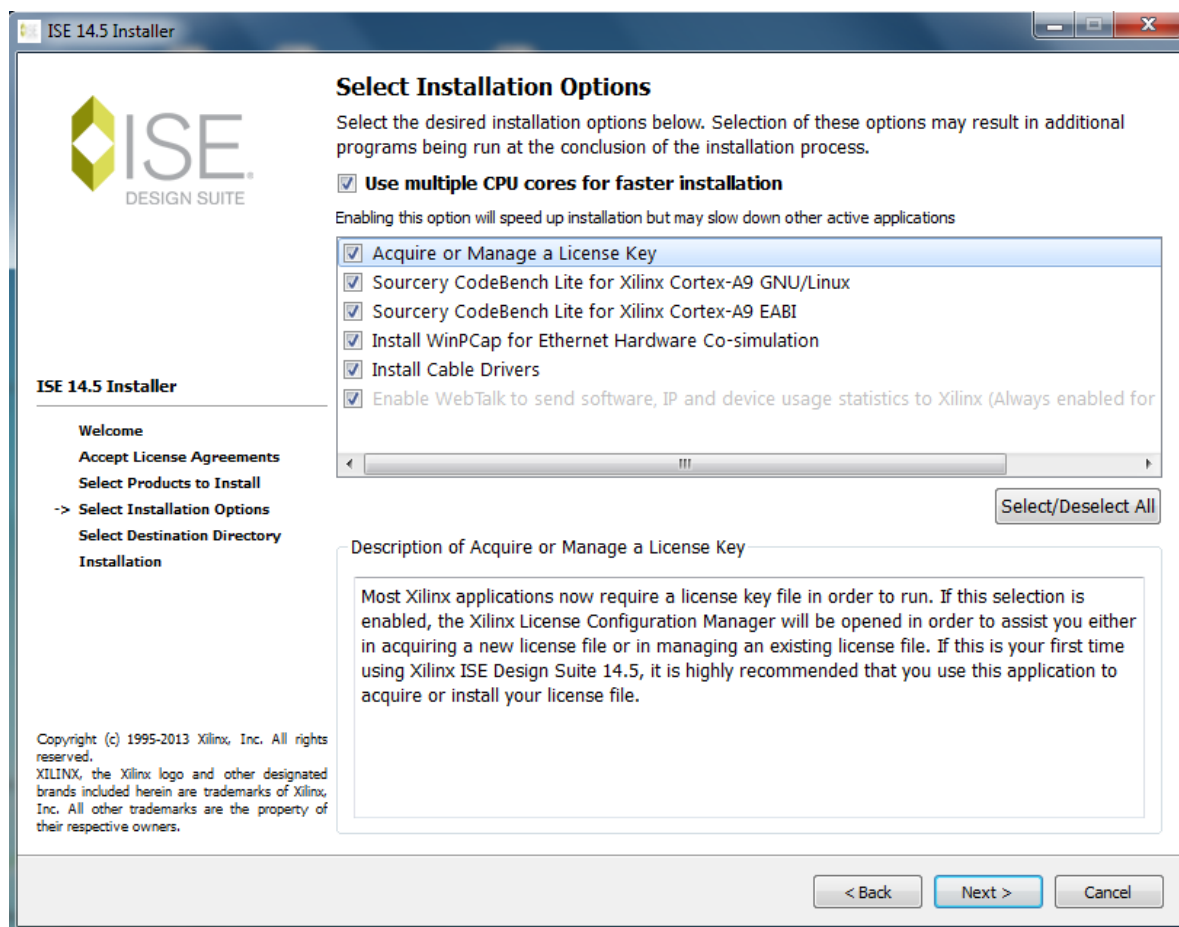 ISE 14.5 Installer
ISE
DESIGN SUITE
Select Installation Options
Select the desired installation options below. Selection of these options may result in additional
programs being run at the conclusion of the installation process.
Use multiple CPU cores for faster installation
Enabling this option will speed up installation but may slow down other active applications
Acquire or Manage a License Key
Sourcery CodeBench Lite for Xilinx Cortex-A9 GNU/Linux
Sourcery CodeBench Lite for Xilinx Cortex-A9 EABI
Install WinPCap for Ethernet Hardware Co-simulation
Install Cable Drivers
Enable WebTalk to send software, IP and device usage statistics to Xilinx (Always enabled for
Select/Deselect All
ISE 14.5 Installer
Welcome
Accept License Agreements
Select Products to Install
-> Select Installation Options
Select Destination Directory
Installation
Description of Acquire or Manage a License Key
Most Xilinx applications now require a license key file in order to run. If this selection is
enabled, the Xilinx License Configuration Manager will be opened in order to assist you either
in acquiring a new license file or in managing an existing license file. If this is your first time
using Xilinx ISE Design Suite 14.5, it is highly recommended that you use this application to
acquire or install your license file.
Copyright (c) 1995-2013 Xilinx, Inc. All rights
reserved.
XILINX, the Xilinx logo and other designated
brands included herein are trademarks of Xilinx,
Inc. All other trademarks are the property of
their respective owners.
< Back
Next >
Cancel